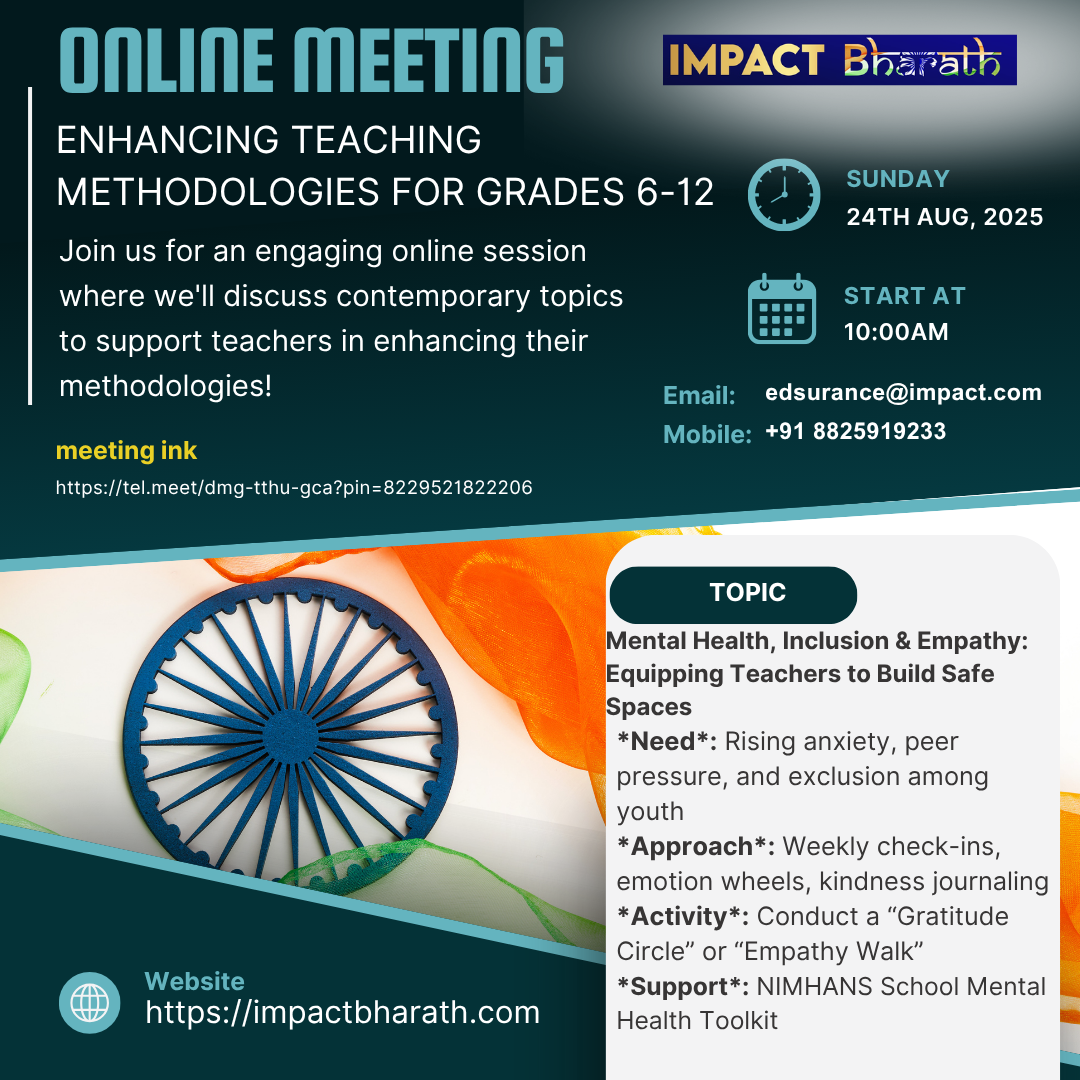 ONLINE MEETING
IMPACT Bharath
ENHANCING TEACHING
METHODOLOGIES FOR GRADES 6-12
Join us for an engaging online session
where we'll discuss contemporary topics
to support teachers in enhancing their
methodologies!
SUNDAY
24TH AUG, 2025
START AT
10:00AM
Email: edsurance@impact.com
Mobile: +91 8825919233
meeting ink
https://tel.meet/dmg-tthu-gca?pin=8229521822206
TOPIC
Mental Health, Inclusion & Empathy:
Equipping Teachers to Build Safe
Spaces
*Need*: Rising anxiety, peer
pressure, and exclusion among
youth
*Approach*: Weekly check-ins,
emotion wheels, kindness journaling
*Activity*: Conduct a “Gratitude
Circle” or “Empathy Walk”
*Support*: NIMHANS School Mental
Health Toolkit
Website
https://impactbharath.com